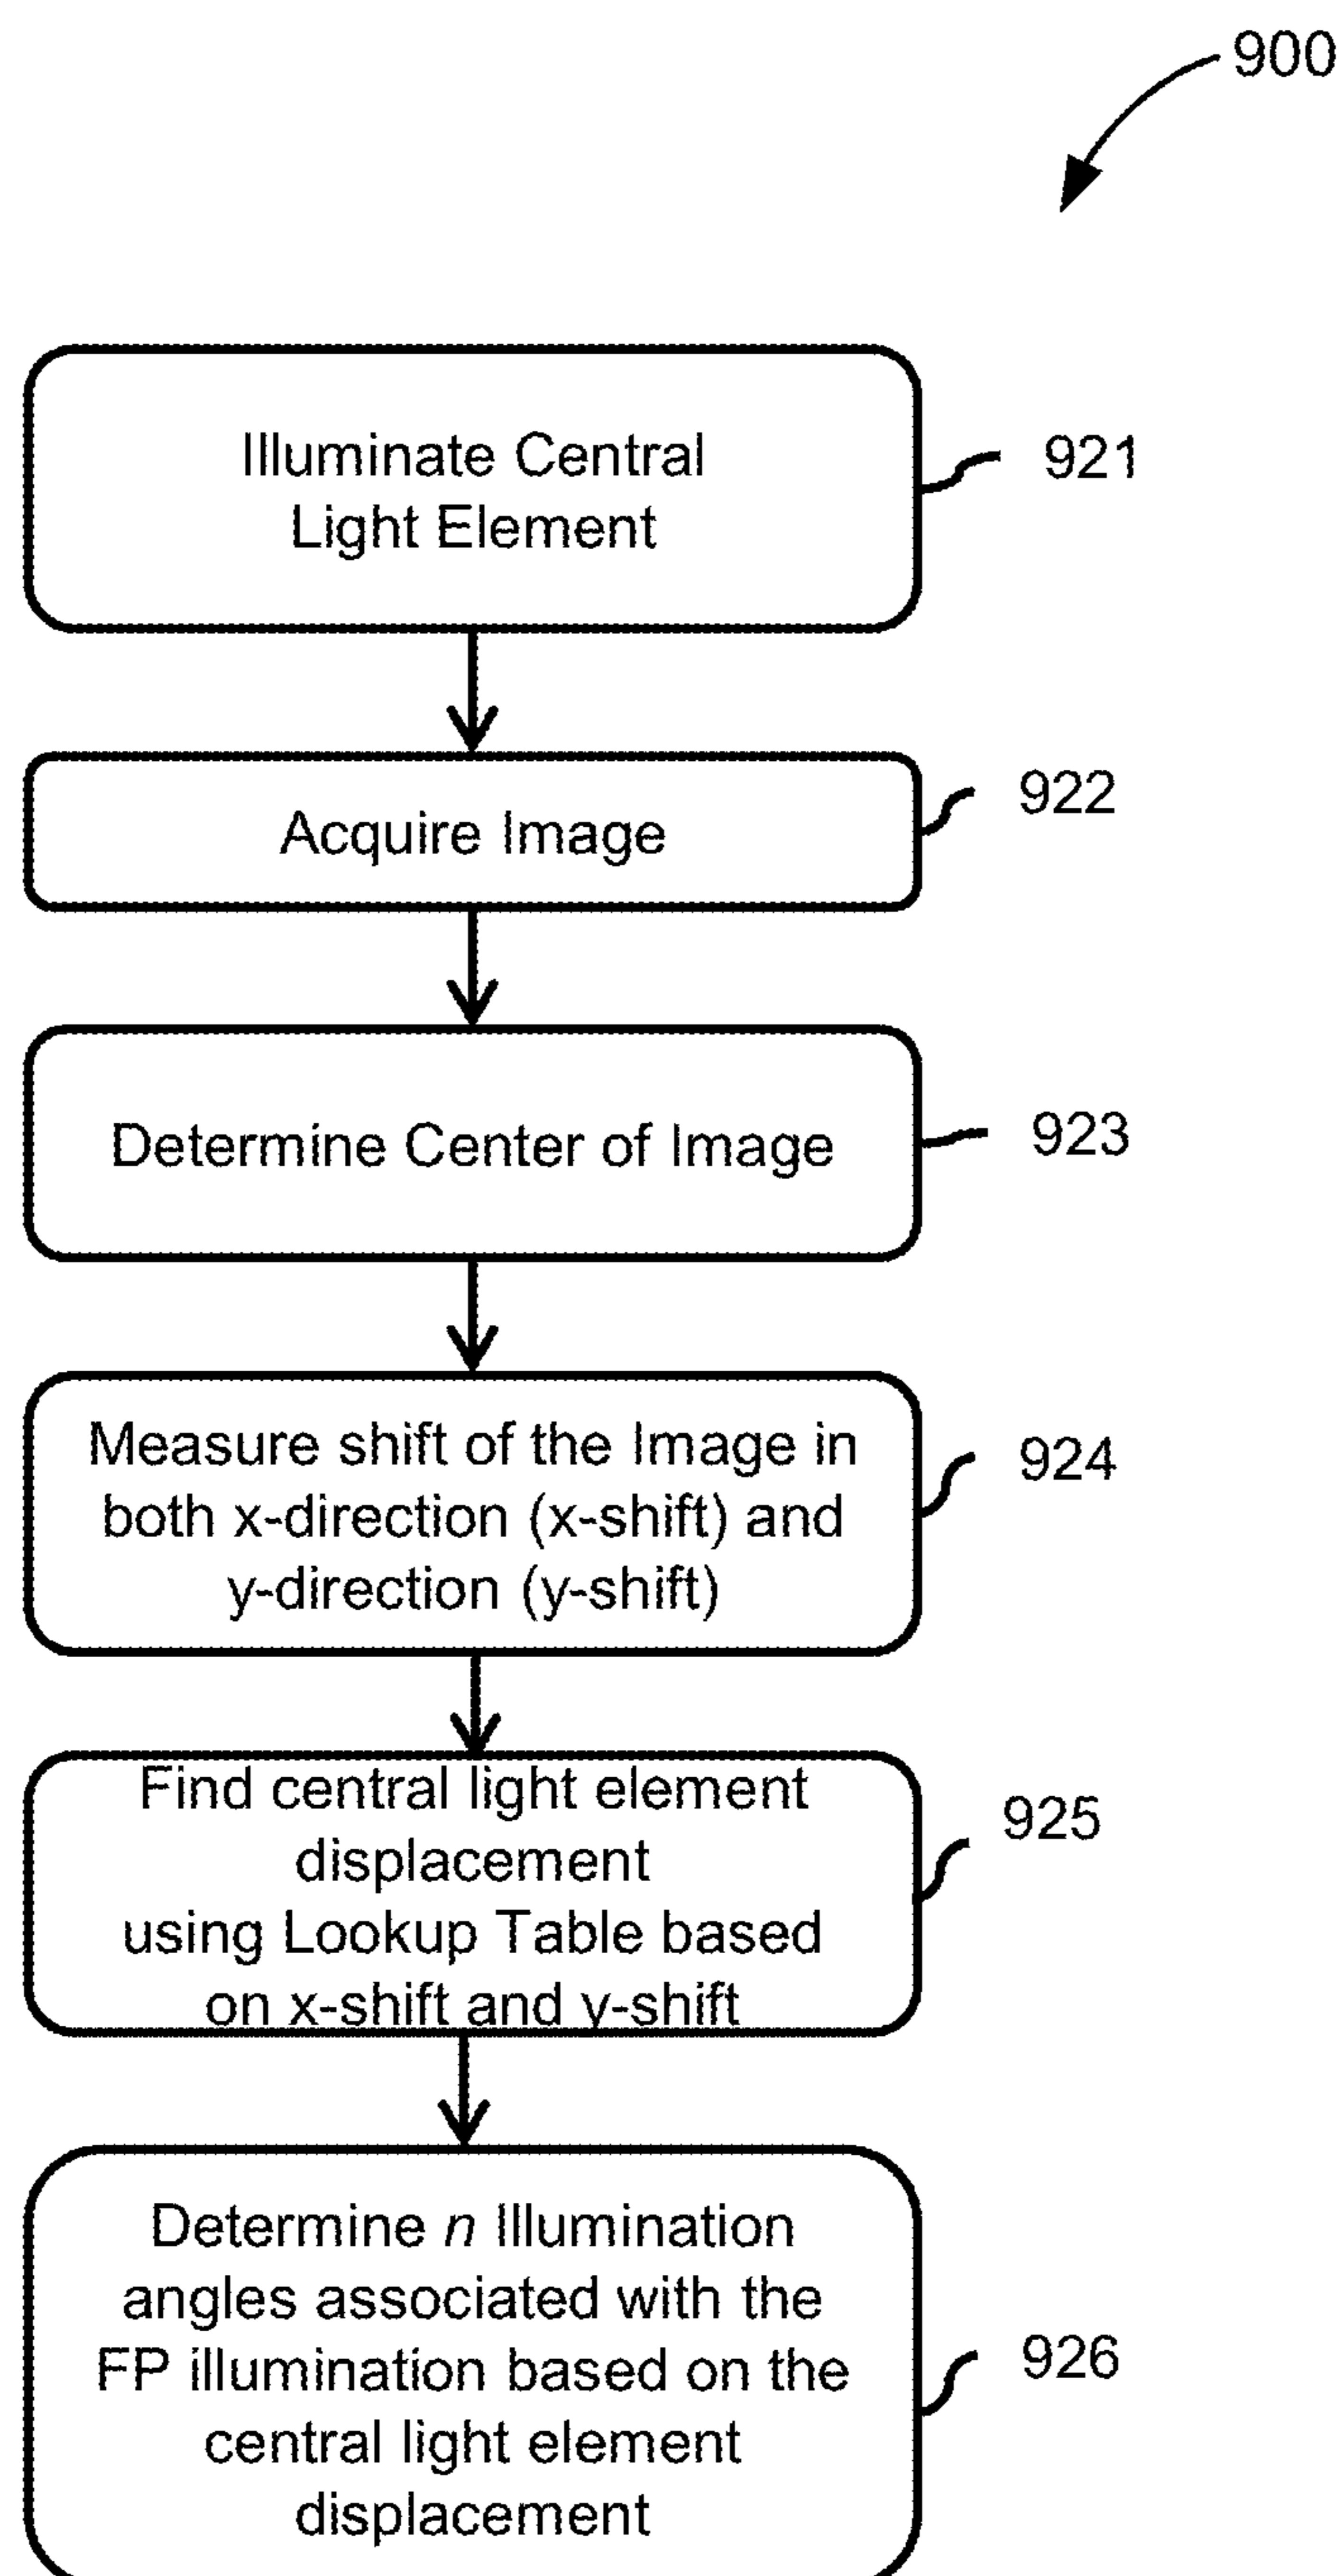 900
Illuminate Central
Light Element
921
Acquire Image
922
Determine Center of Image
923
Measure shift of the Image in
both x-direction (x-shift) and
y-direction (y-shift)
924
Find central light element
displacement
using Lookup Table based
on x-shift and y-shift
925
Determine n Illumination
angles associated with the
FP illumination based on the
central light element
displacement
926